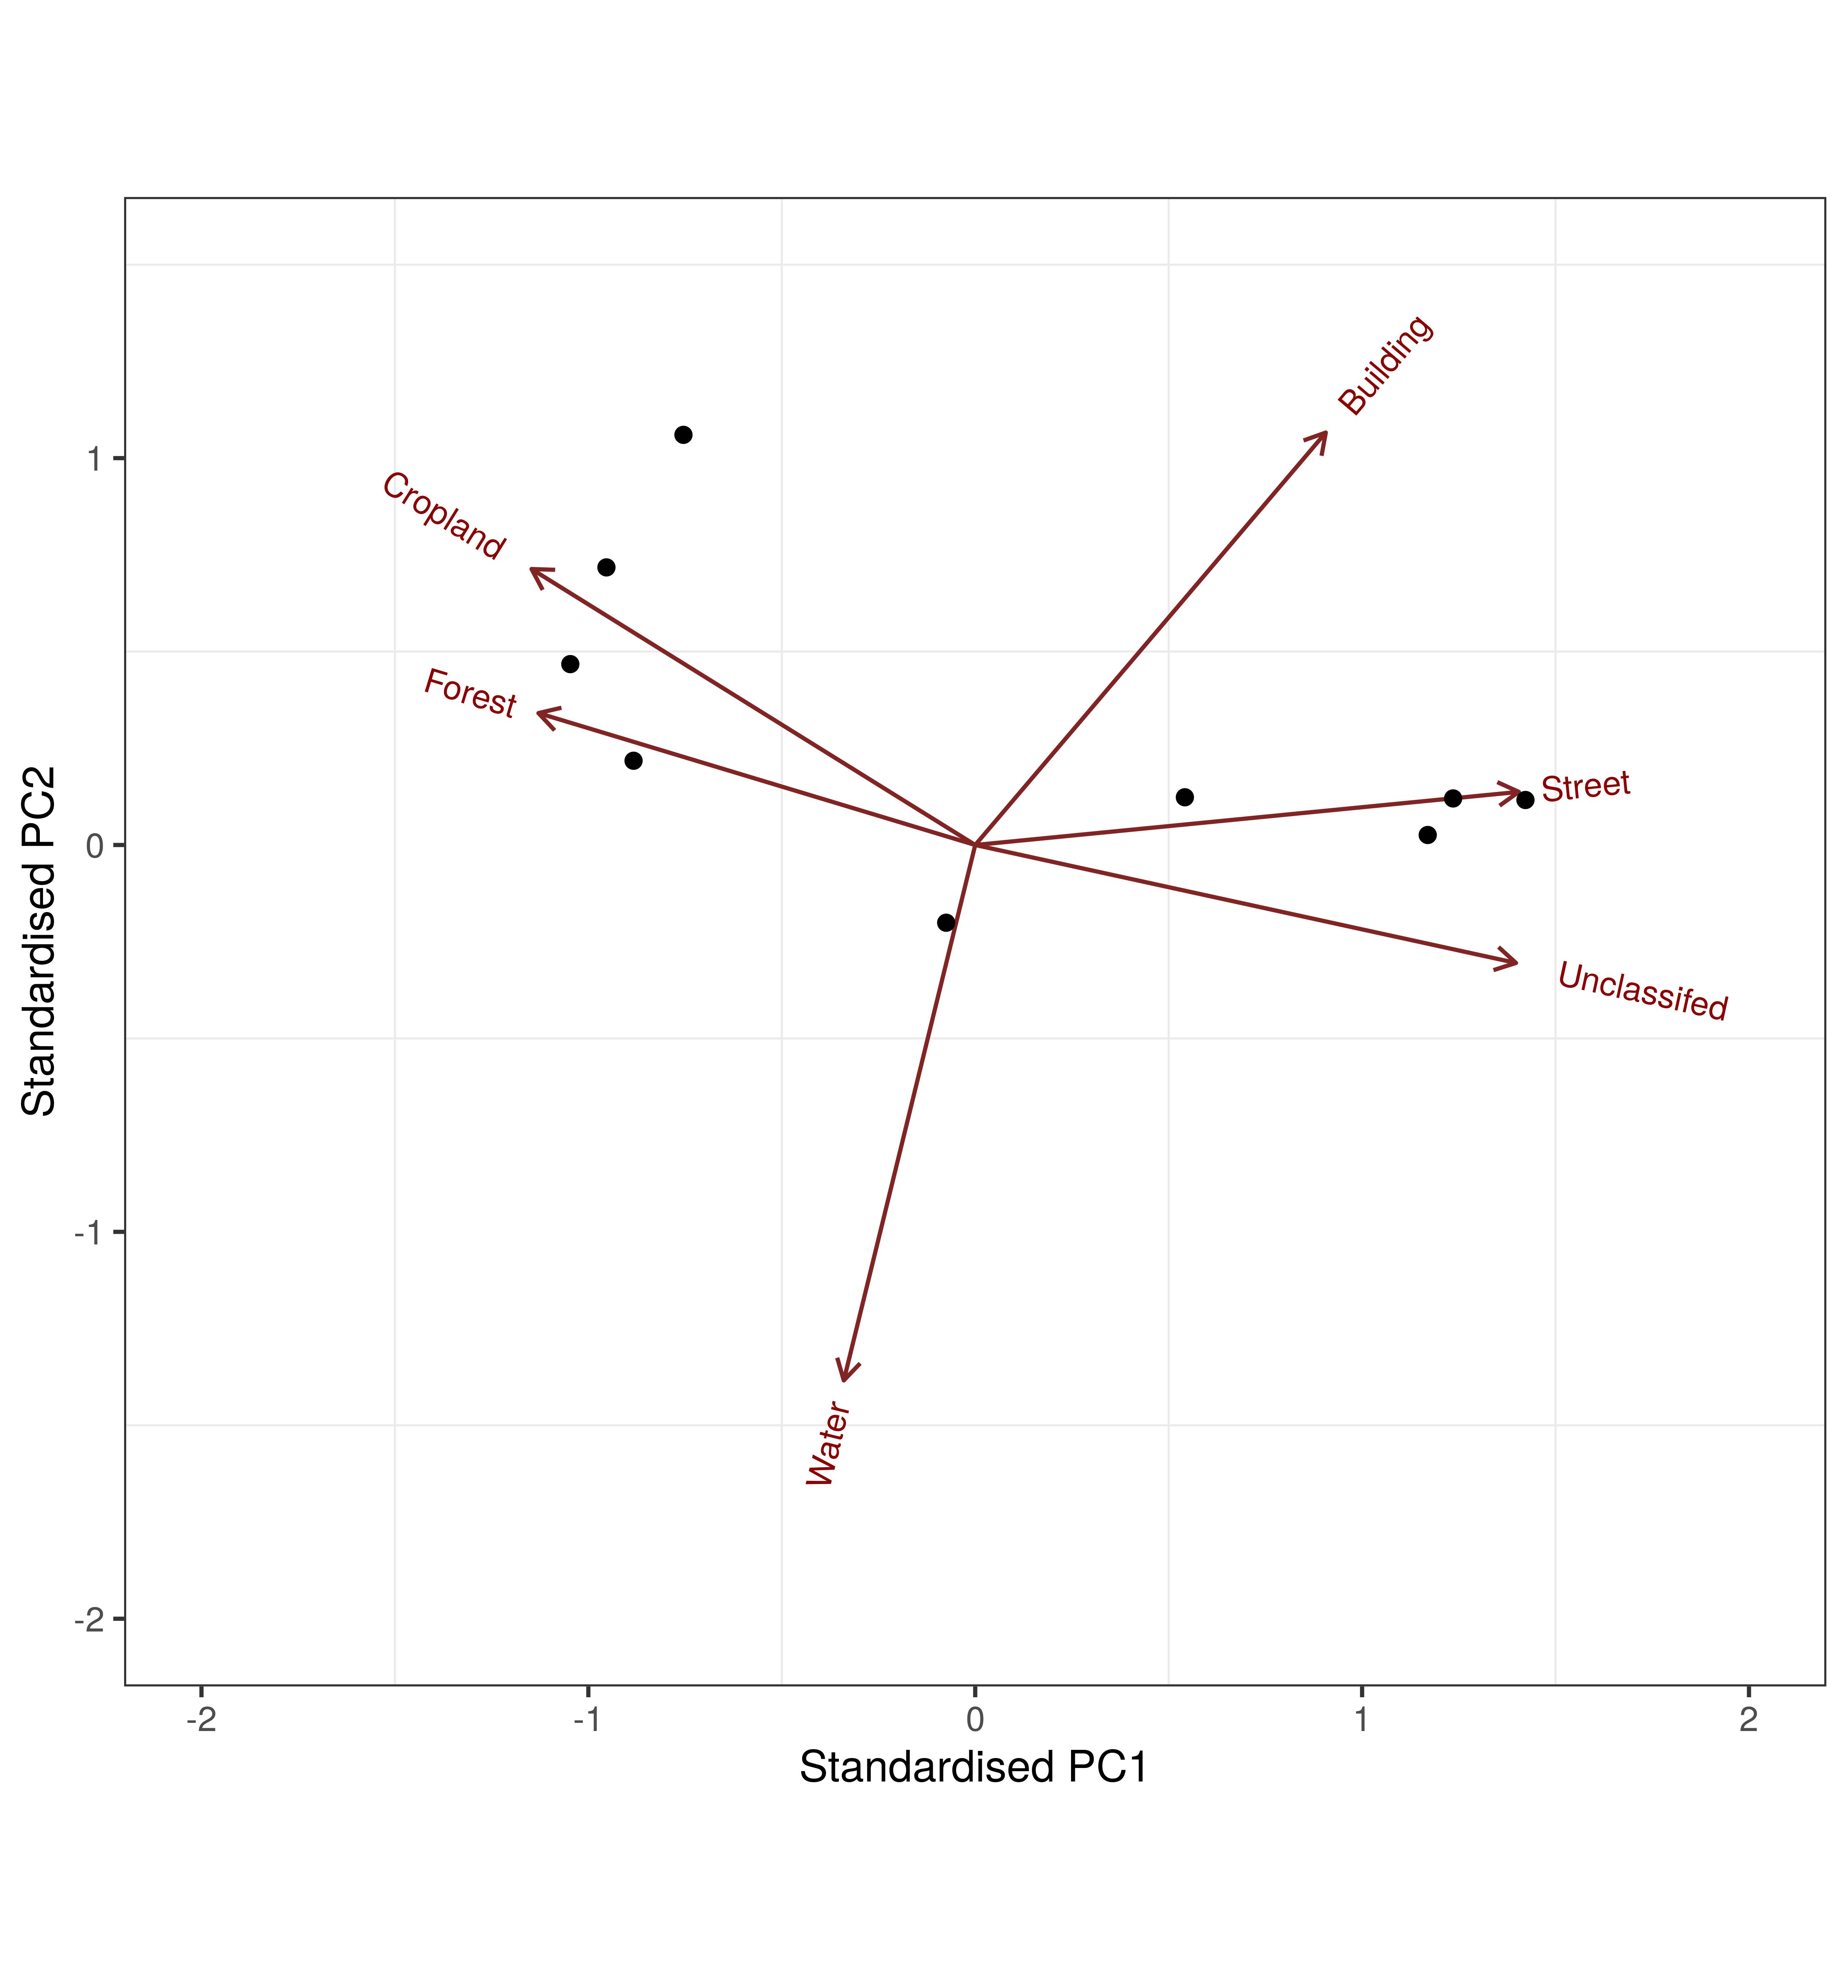 Building
1
Cropland
Forest
Street
0
Unclassifed
-1
Water
-2
-2
-1
0
1
2
Standardised PC1
Standardised PC2